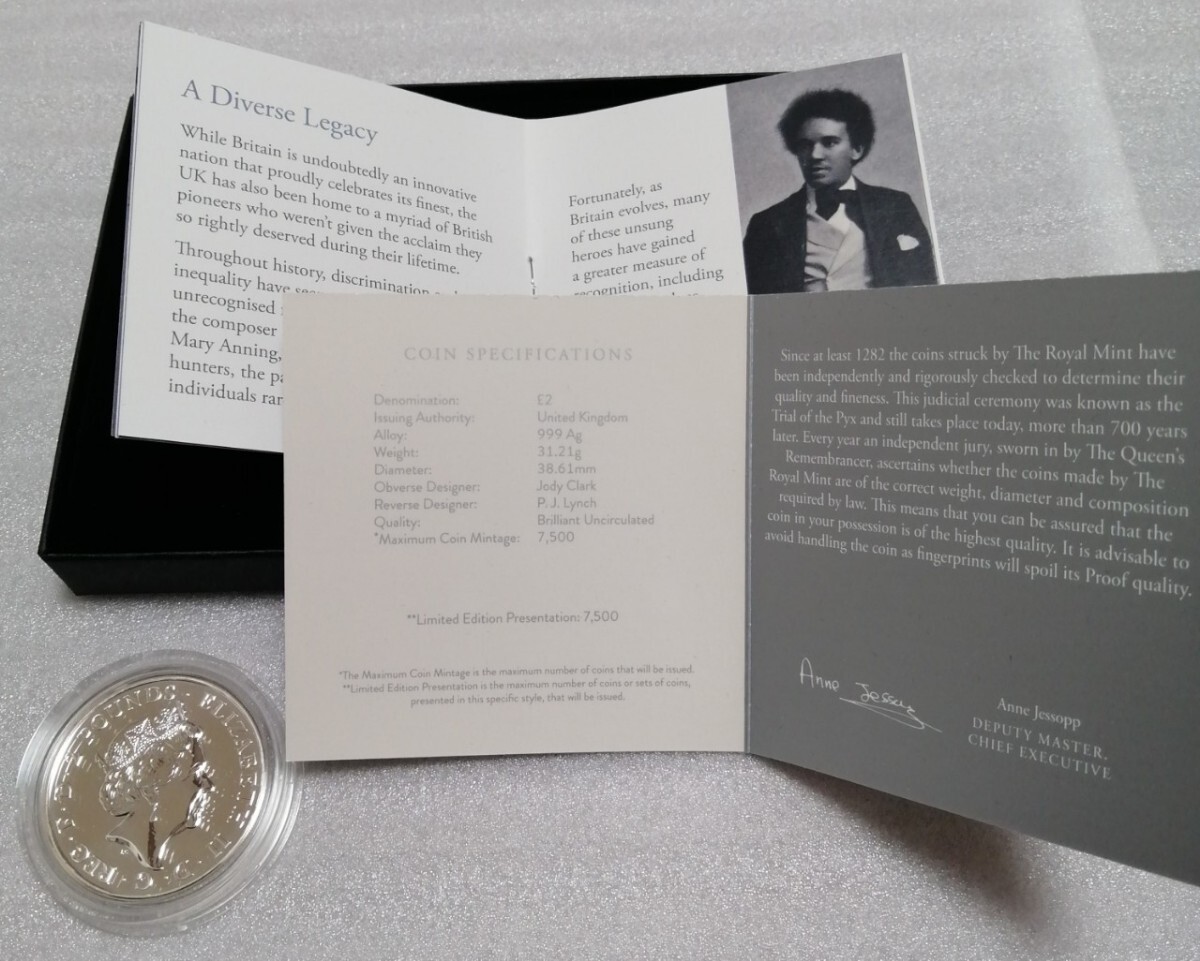 A Diverse Legacy
While Britain is undoubtedly an innovative
nation that proudly celebrates its finest, the
UK has also been home to a myriad of British
pioneers who weren't given the acclaim they
so rightly deserved during their lifetime.
Throughout history, discrimination
inequality have
unrecognised
the composer
Mary Anning,
hunters, the
individuals
Fortunately, as
Britain evolves, many
of these unsung
heroes have gained
a greater measure of
recognition, including
COIN SPECIFICATIONS
Denomination: £2
Issuing Authority: United Kingdom
Alloy: 999 Ag
Weight: 31.21g
Diameter: 38.61mm
Obverse Designer: Jody Clark
Reverse Designer: P. J. Lynch
Quality: Brilliant Uncirculated
*Maximum Coin Mintage: 7,500
**Limited Edition Presentation: 7,500
*The Maximum Coin Mintage is the maximum number of coins that will be issued.
**Limited Edition Presentation is the maximum number of coins or sets of coins,
presented in this specific style, that will be issued.
Since at least 1282 the coins struck by The Royal Mint have
been independently and rigorously checked to determine their
quality and fineness. This judicial ceremony was known as the
Trial of the Pyx and still takes place today, more than 700 years
later. Every year an independent jury, sworn in by The Queen's
Remembrancer, ascertains whether the coins made by The
Royal Mint are of the correct weight, diameter and composition
required by law. This means that you can be assured that the
coin in your possession is of the highest quality. It is advisable to
avoid handling the coin as fingerprints will spoil its Proof quality.
Anne Jessopp
Anne Jessopp
DEPUTY MASTER,
CHIEF EXECUTIVE
POUNDS · ELIZABETH II · D · G · REG ·